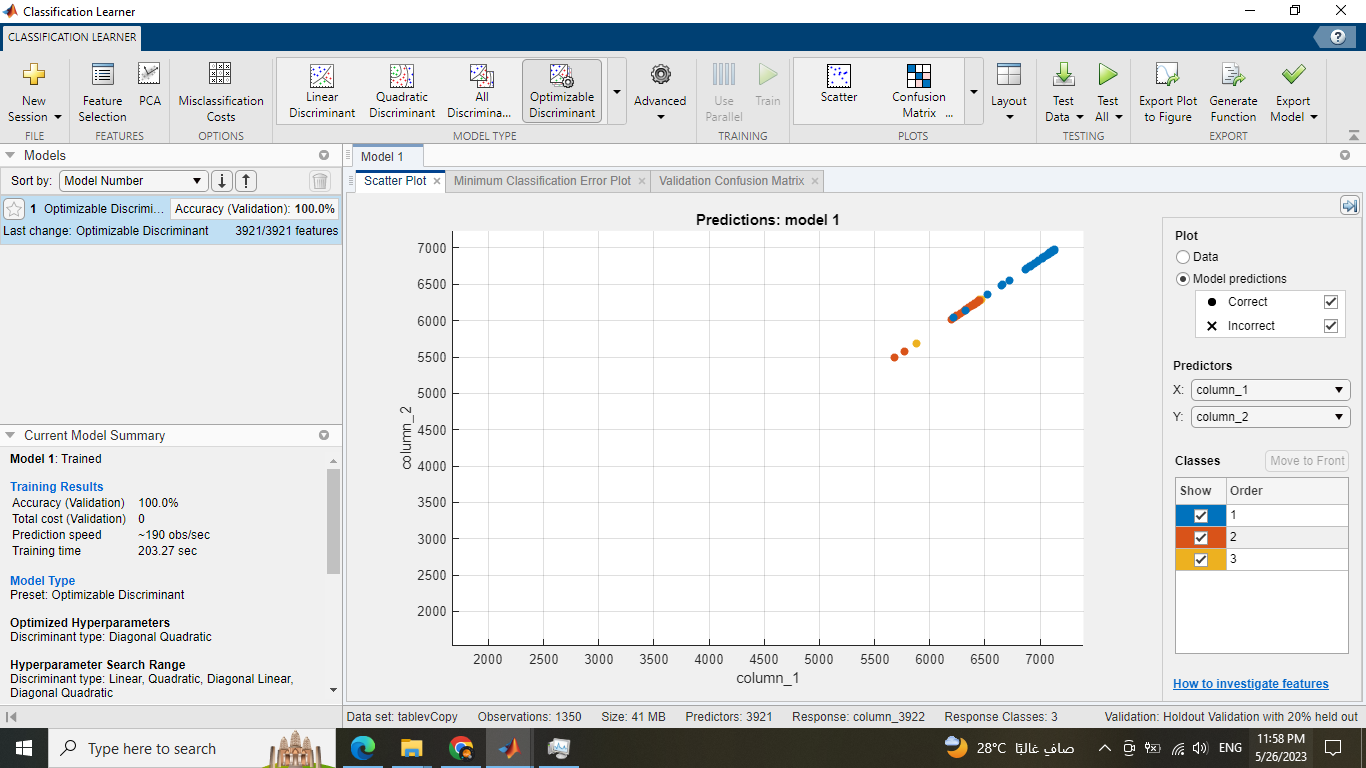 Classification Learner
CLASSIFICATION LEARNER
?
New Session
Feature Selection
PCA
Misclassification Costs
Linear Discriminant
Quadratic Discriminant
All Discrimina...
Optimizable Discriminant
Advanced
Use Parallel
Train
Scatter
Confusion Matrix ...
Layout
Test Data
Test All
Export Plot to Figure
Generate Function
Export Model
FILE
FEATURES
OPTIONS
MODEL TYPE
TRAINING
PLOTS
TESTING
EXPORT
Models
Sort by: Model Number
1 Optimizable Discrimi... Accuracy (Validation): 100.0%
Last change: Optimizable Discriminant 3921/3921 features
Current Model Summary
Model 1: Trained
Training Results
Accuracy (Validation) 100.0%
Total cost (Validation) 0
Prediction speed ~190 obs/sec
Training time 203.27 sec
Model Type
Preset: Optimizable Discriminant
Optimized Hyperparameters
Discriminant type: Diagonal Quadratic
Hyperparameter Search Range
Discriminant type: Linear, Quadratic, Diagonal Linear,
Diagonal Quadratic
Model 1
Scatter Plot Minimum Classification Error Plot Validation Confusion Matrix
Predictions: model 1
7000
6500
6000
5500
5000
4500
4000
3500
3000
2500
2000
column_2
2000 2500 3000 3500 4000 4500 5000 5500 6000 6500 7000
column_1
Plot
Data
Model predictions
Correct
Incorrect
Predictors
X: column_1
Y: column_2
Classes Move to Front
Show Order
1
2
3
How to investigate features
Data set: tablevCopy Observations: 1350 Size: 41 MB Predictors: 3921 Response: column_3922 Response Classes: 3 Validation: Holdout Validation with 20% held out
Type here to search
28°C صافٍ غالبًا
ENG
11:58 PM
5/26/2023